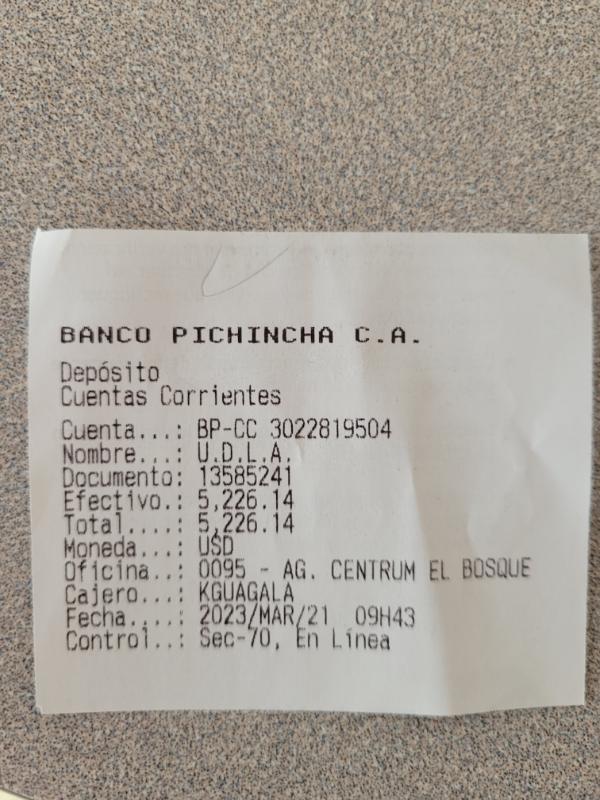 BANCO PICHINCHA C.A.
Depósito
Cuentas Corrientes
Cuenta...: BP-CC 3022819504
Nombre...: U.D.L.A.
Documento: 13585241
Efectivo.: 5,226.14
Total....: 5,226.14
Moneda...: USD
Oficina..: 0095 - AG. CENTRUM EL BOSQUE
Cajero...: KGUAGALA
Fecha....: 2023/MAR/21 09H43
Control..: Sec-70, En Línea